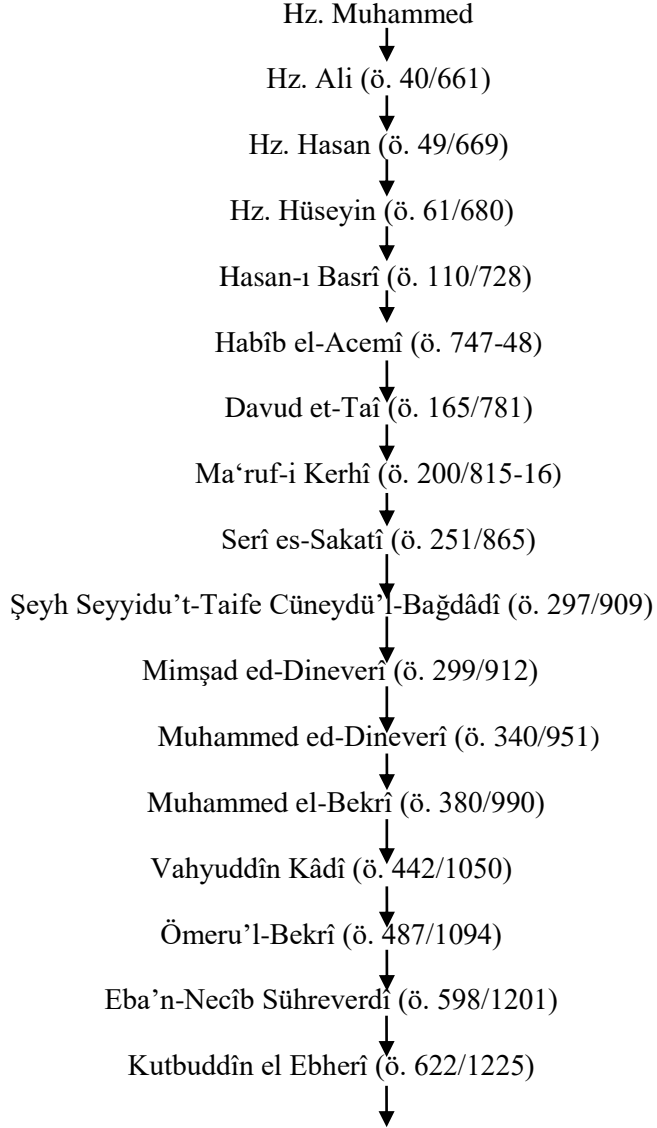 Hz. Muhammed
Hz. Ali (ö. 40/661)
Hz. Hasan (ö. 49/669)
Hz. Hüseyin (ö. 61/680)
Hasan-ı Basrî (ö. 110/728)
Habîb el-Acemî (ö. 747-48)
Davud et-Taî (ö. 165/781)
Ma‘ruf-i Kerhî (ö. 200/815-16)
Serî es-Sakatî (ö. 251/865)
Şeyh Seyyidu’t-Taife Cüneydü’l-Bağdâdî (ö. 297/909)
Mimşad ed-Dineverî (ö. 299/912)
Muhammed ed-Dineverî (ö. 340/951)
Muhammed el-Bekrî (ö. 380/990)
Vahyuddîn Kâdî (ö. 442/1050)
Ömeru’l-Bekrî (ö. 487/1094)
Eba’n-Necîb Sühreverdî (ö. 598/1201)
Kutbuddîn el Ebherî (ö. 622/1225)